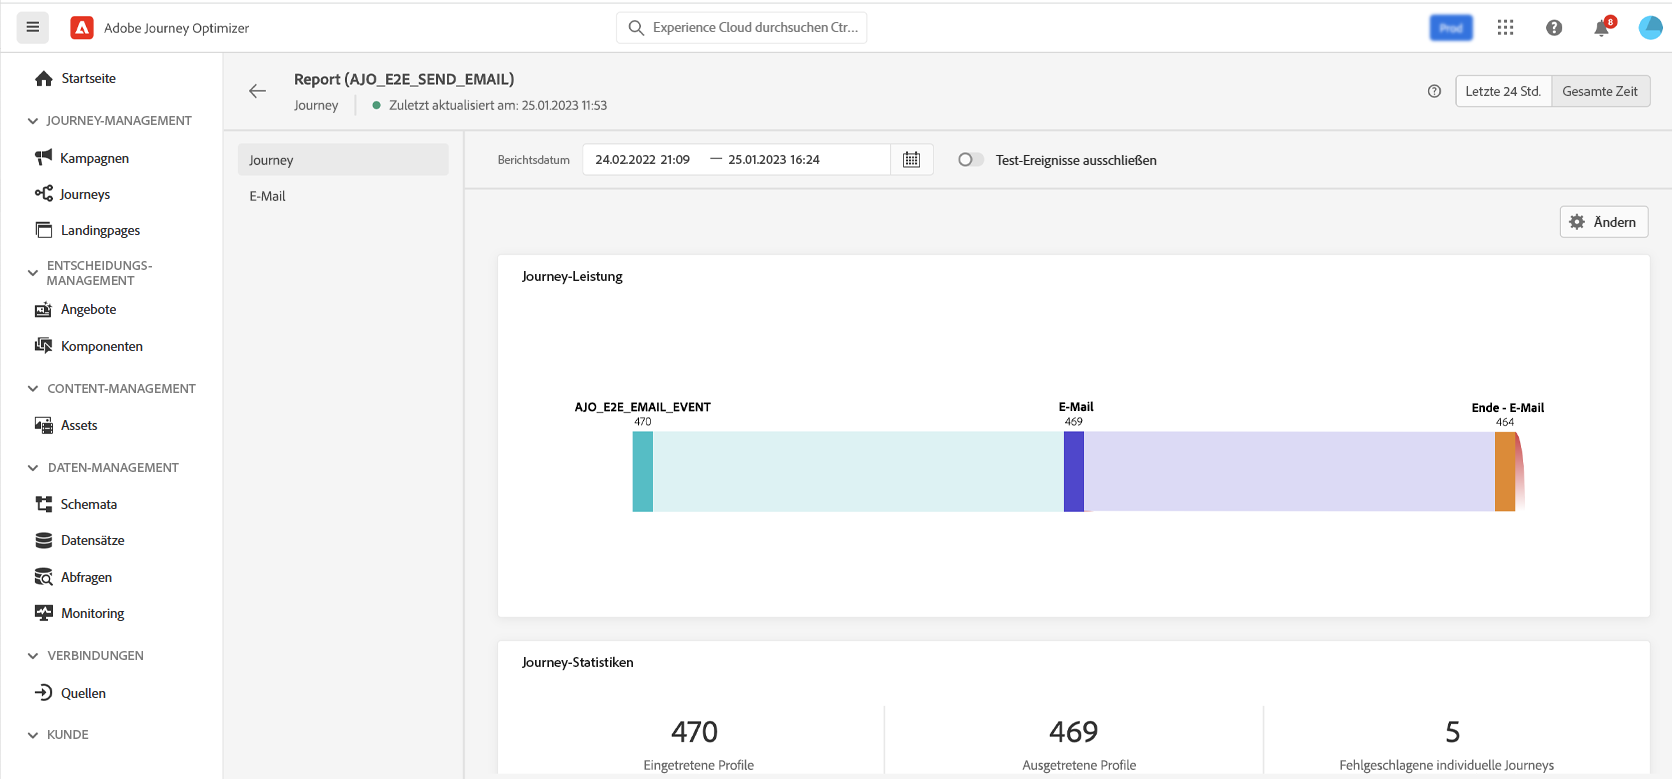 Adobe Journey Optimizer
Experience Cloud durchsuchen Ctr...
Prod
8
Startseite
JOURNEY-MANAGEMENT
Kampagnen
Journeys
Landingpages
ENTSCHEIDUNGS-
MANAGEMENT
Angebote
Komponenten
CONTENT-MANAGEMENT
Assets
DATEN-MANAGEMENT
Schemata
Datensätze
Abfragen
Monitoring
VERBINDUNGEN
Quellen
KUNDE
Report (AJO_E2E_SEND_EMAIL)
Journey
Zuletzt aktualisiert am: 25.01.2023 11:53
Letzte 24 Std.
Gesamte Zeit
Journey
E-Mail
Berichtsdatum
24.02.2022 21:09 — 25.01.2023 16:24
Test-Ereignisse ausschließen
Ändern
Journey-Leistung
AJO_E2E_EMAIL_EVENT
470
E-Mail
469
Ende - E-Mail
464
Journey-Statistiken
470
Eingetretene Profile
469
Ausgetretene Profile
5
Fehlgeschlagene individuelle Journeys